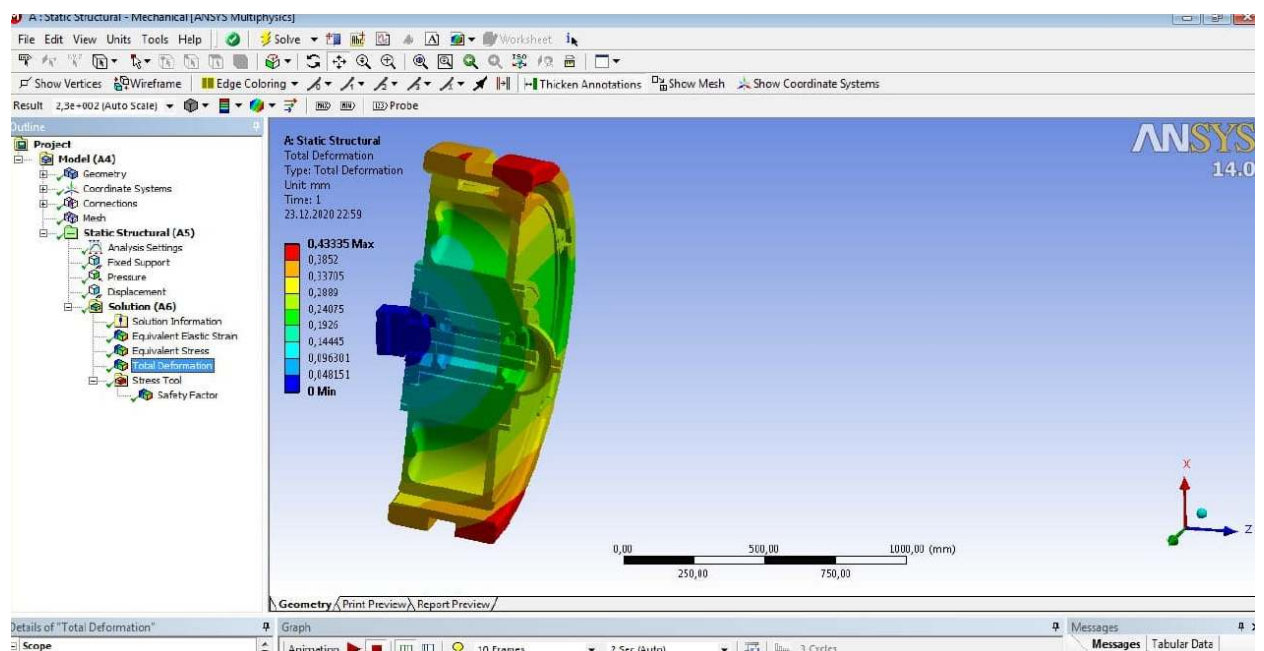 A : Static Structural - Mechanical [ANSYS Multiphysics]
File Edit View Units Tools Help Solve Worksheet
Show Vertices Wireframe Edge Coloring Thicken Annotations Show Mesh Show Coordinate Systems
Result 2,3e+002 (Auto Scale) MAX MIN Probe
Outline
Project
Model (A4)
Geometry
Coordinate Systems
Connections
Mesh
Static Structural (A5)
Analysis Settings
Fixed Support
Pressure
Displacement
Solution (A6)
Solution Information
Equivalent Elastic Strain
Equivalent Stress
Total Deformation
Stress Tool
Safety Factor
A: Static Structural
Total Deformation
Type: Total Deformation
Unit: mm
Time: 1
23.12.2020 22:59
0,43335 Max
0,3852
0,33705
0,2889
0,24075
0,1926
0,14445
0,096301
0,048151
0 Min
ANSYS
14.0
X
Z
0,00 500,00 1000,00 (mm)
250,00 750,00
Geometry Print Preview Report Preview
Details of "Total Deformation"
Graph
Messages
Scope
Animation 10 Frames 2 Sec (Auto) 3 Cycles
Messages Tabular Data